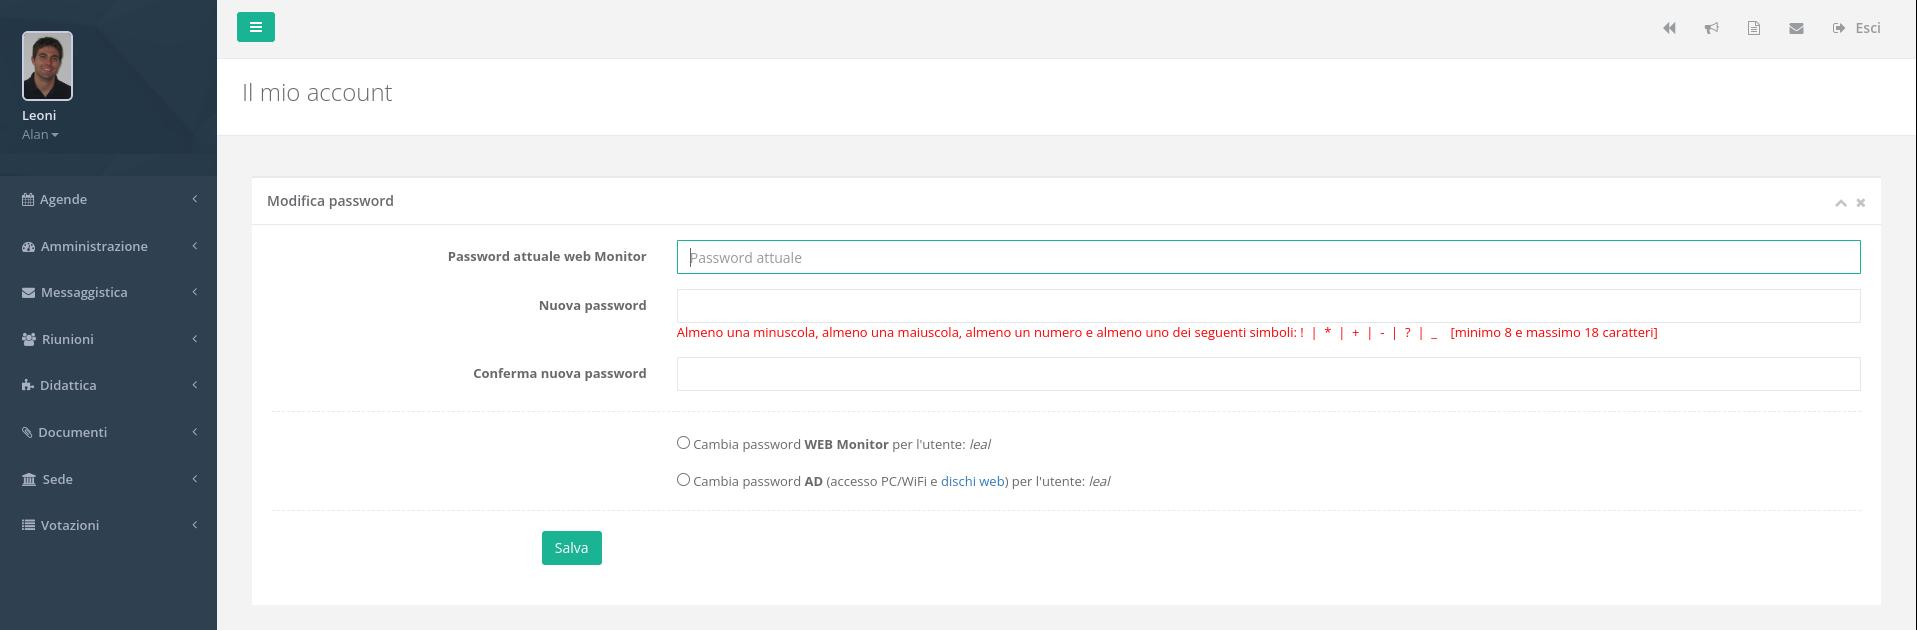 Esci
Leoni
Alan
Il mio account
Agende
Amministrazione
Messaggistica
Riunioni
Didattica
Documenti
Sede
Votazioni
Modifica password
Password attuale web Monitor
Password attuale
Nuova password
Almeno una minuscola, almeno una maiuscola, almeno un numero e almeno uno dei seguenti simboli: ! | * | + | - | ? | _ [minimo 8 e massimo 18 caratteri]
Conferma nuova password
Cambia password WEB Monitor per l'utente: leal
Cambia password AD (accesso PC/WiFi e dischi web) per l'utente: leal
Salva